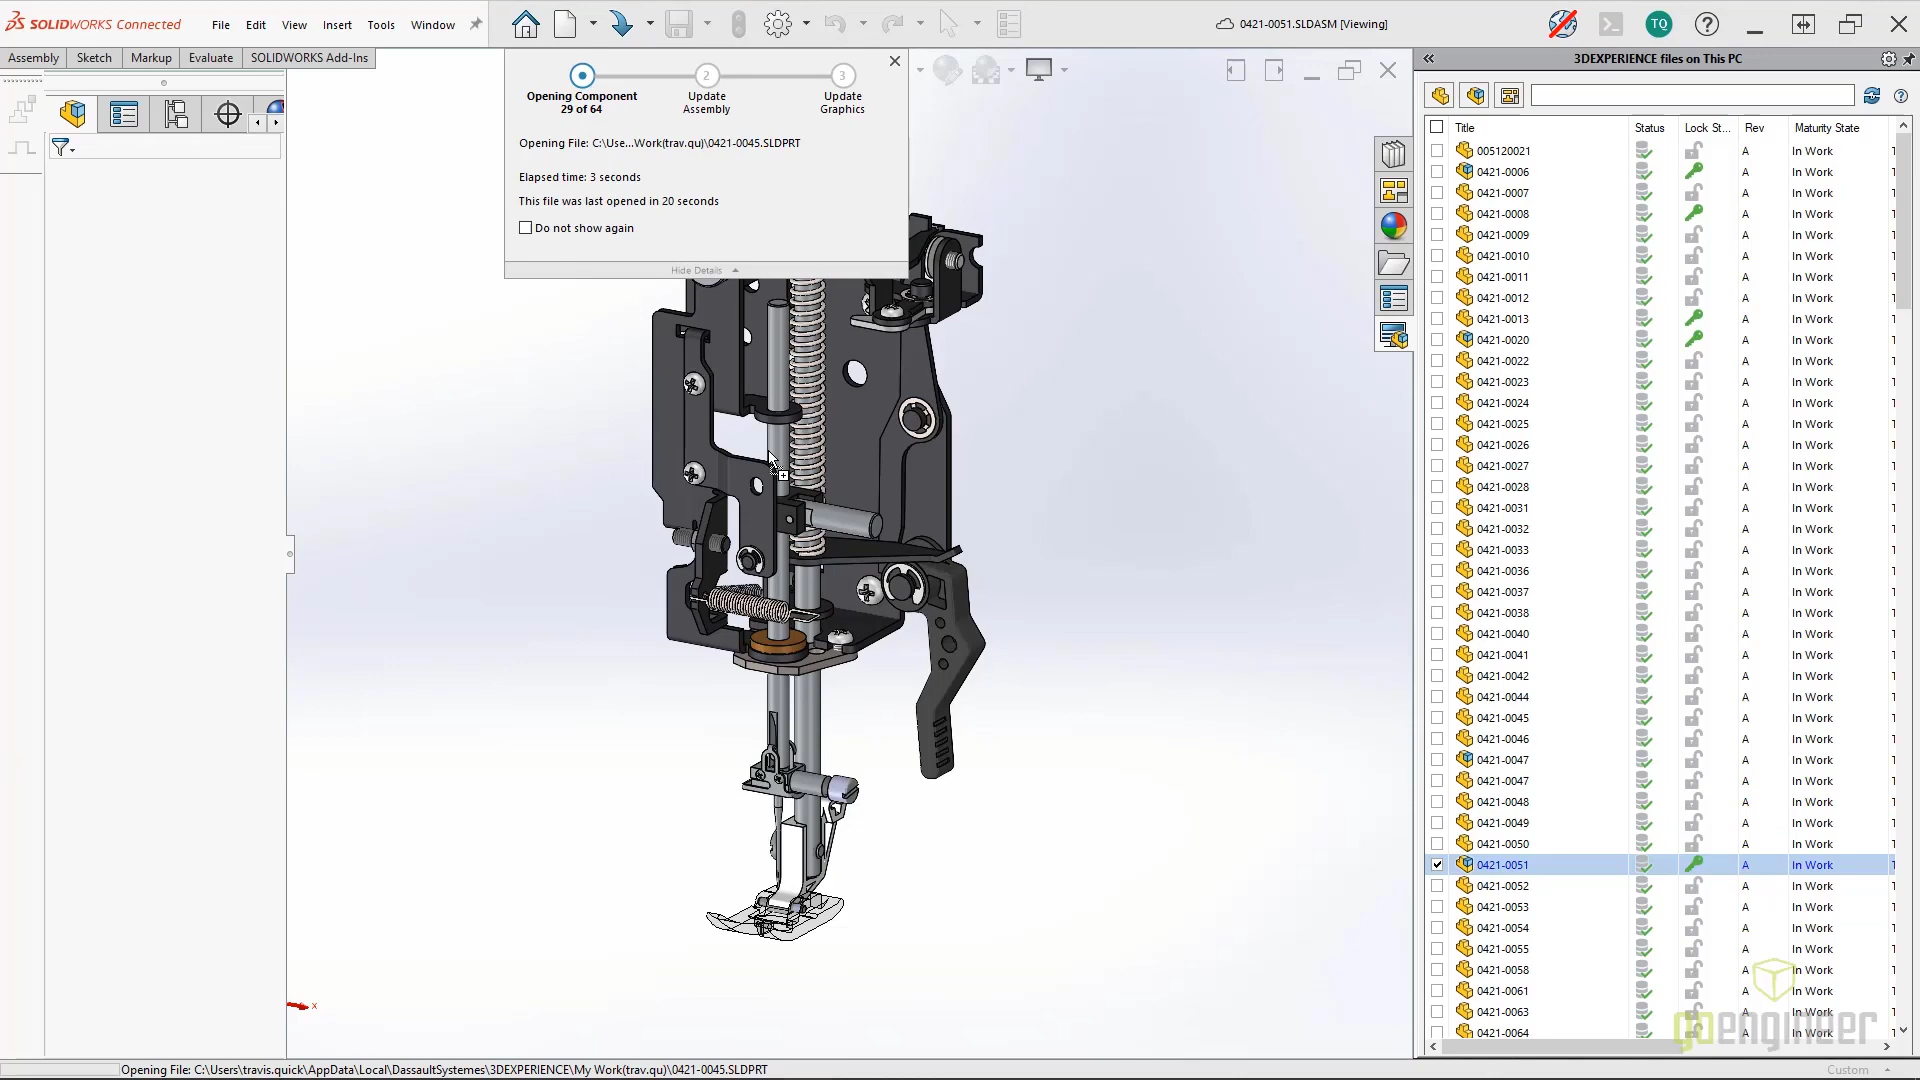 SOLIDWORKS Connected
File Edit View Insert Tools Window
0421-0051.SLDASM [Viewing]
TQ
Assembly Sketch Markup Evaluate SOLIDWORKS Add-Ins
3DEXPERIENCE files on This PC
2
3
Opening Component
29 of 64
Update
Assembly
Update
Graphics
Opening File: C:\Use...Work(trav.qu)\0421-0045.SLDPRT
Elapsed time: 3 seconds
This file was last opened in 20 seconds
Do not show again
Hide Details
Title Status Lock St... Rev Maturity State
005120021 A In Work
0421-0006 A In Work
0421-0007 A In Work
0421-0008 A In Work
0421-0009 A In Work
0421-0010 A In Work
0421-0011 A In Work
0421-0012 A In Work
0421-0013 A In Work
0421-0020 A In Work
0421-0022 A In Work
0421-0023 A In Work
0421-0024 A In Work
0421-0025 A In Work
0421-0026 A In Work
0421-0027 A In Work
0421-0028 A In Work
0421-0031 A In Work
0421-0032 A In Work
0421-0033 A In Work
0421-0036 A In Work
0421-0037 A In Work
0421-0038 A In Work
0421-0040 A In Work
0421-0041 A In Work
0421-0042 A In Work
0421-0044 A In Work
0421-0045 A In Work
0421-0046 A In Work
0421-0047 A In Work
0421-0047 A In Work
0421-0048 A In Work
0421-0049 A In Work
0421-0050 A In Work
0421-0051 A In Work
0421-0052 A In Work
0421-0053 A In Work
0421-0054 A In Work
0421-0055 A In Work
0421-0058 A In Work
0421-0061 A In Work
0421-0063 A In Work
0421-0064 A In Work
goengineer
x
Opening File: C:\Users\travis.quick\AppData\Local\DassaultSystemes\3DEXPERIENCE\My Work(trav.qu)\0421-0045.SLDPRT
Custom